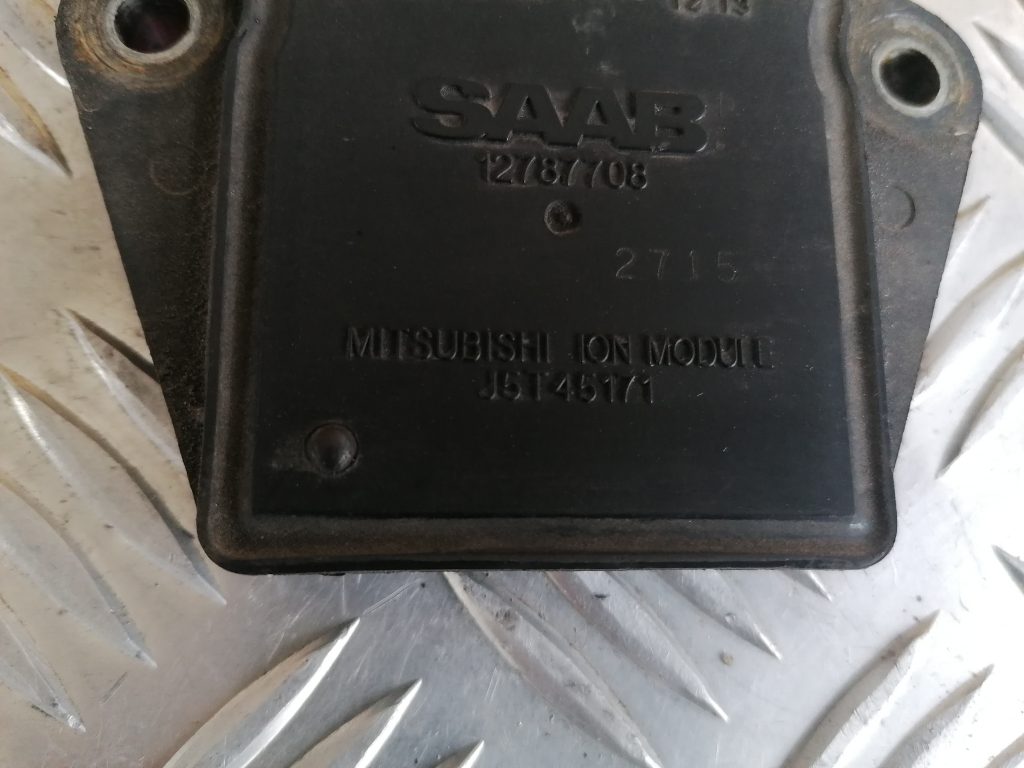 SAAB
12787708
2715
MITSUBISHI ION MODULE
J5T45171